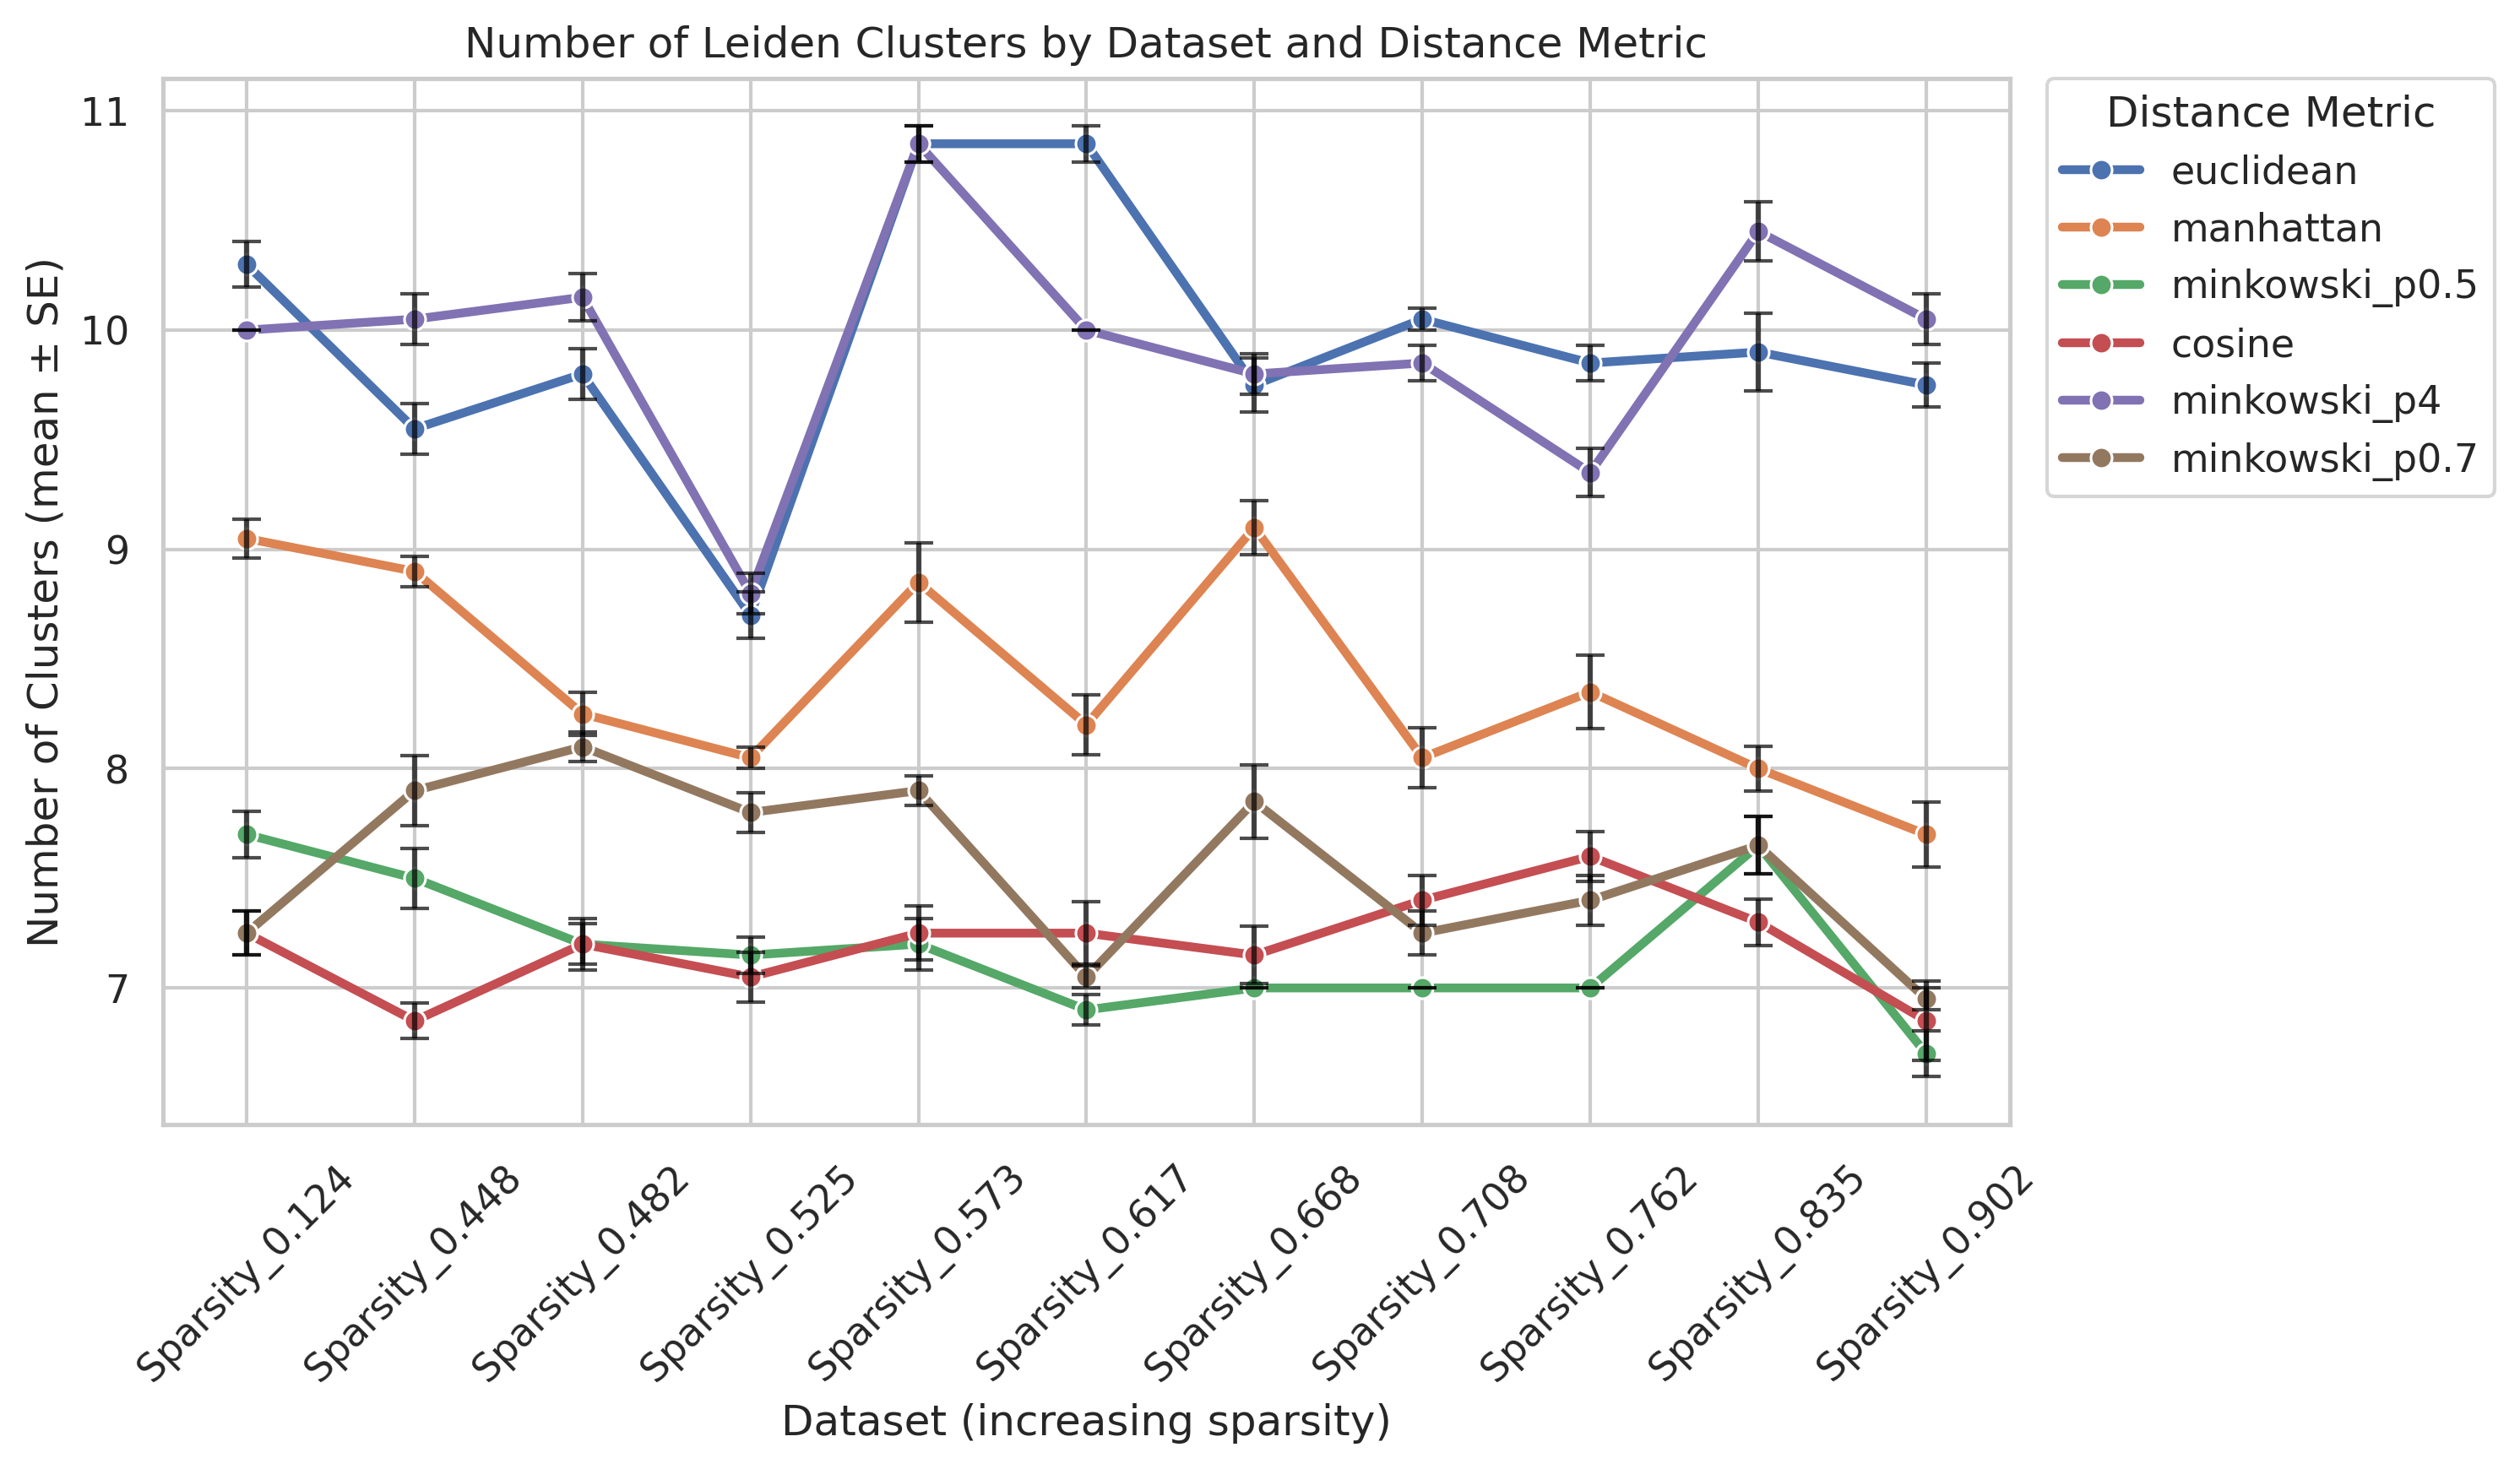 Number of Leiden Clusters by Dataset and Distance Metric
Number of Clusters (mean ± SE)
11
10
9
8
7
Sparsity_0.124
Sparsity_0.448
Sparsity_0.482
Sparsity_0.525
Sparsity_0.573
Sparsity_0.617
Sparsity_0.668
Sparsity_0.708
Sparsity_0.762
Sparsity_0.835
Sparsity_0.902
Dataset (increasing sparsity)
Distance Metric
euclidean
manhattan
minkowski_p0.5
cosine
minkowski_p4
minkowski_p0.7